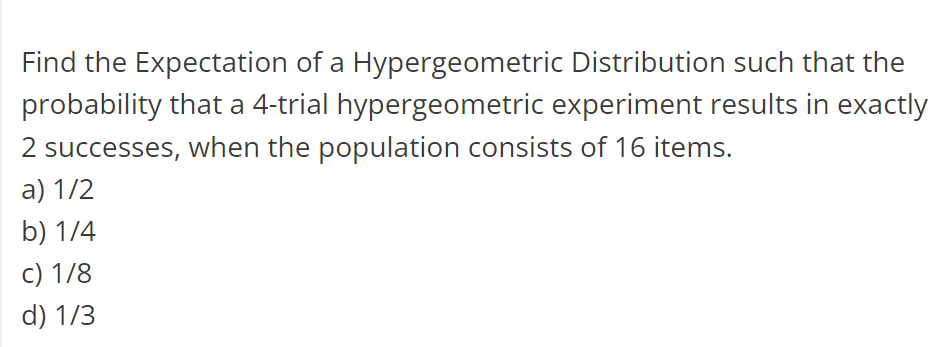 Find the Expectation of a Hypergeometric Distribution such that the
probability that a 4-trial hypergeometric experiment results in exactly
2 successes, when the population consists of 16 items.
a) 1/2
b) 1/4
c) 1/8
d) 1/3